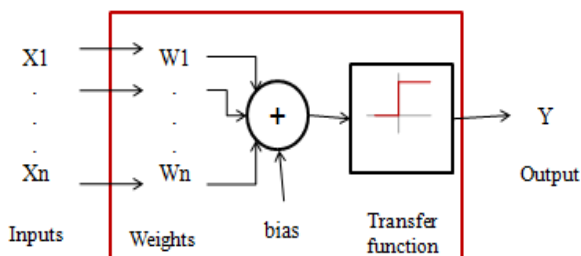 X1 W1
. .
. . + Y
. .
Xn Wn Output
Inputs Weights bias Transfer
function